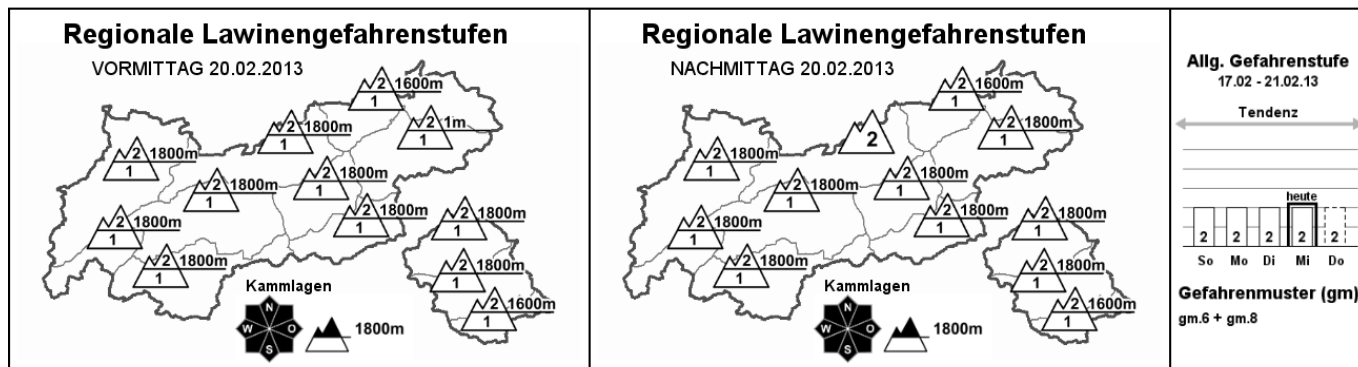 Regionale Lawinengefahrenstufen
VORMITTAG 20.02.2013
2 1600m
1
2 1m
1
2 1800m
1
2 1800m
1
2 1800m
1
2 1800m
1
2 1800m
1
2 1800m
1
2 1800m
1
2 1800m
1
2 1800m
1
2 1600m
1
Kammlagen
N
W O
S
1800m
Regionale Lawinengefahrenstufen
NACHMITTAG 20.02.2013
2 1600m
1
2 1800m
1
2
2 1800m
1
2 1800m
1
2 1800m
1
2 1800m
1
2 1800m
1
2 1800m
1
2 1800m
1
2 1800m
1
2 1600m
1
Kammlagen
N
W O
S
1800m
Allg. Gefahrenstufe
17.02 - 21.02.13
Tendenz
heute
2 2 2 2 2
So Mo Di Mi Do
Gefahrenmuster (gm)
gm.6 + gm.8